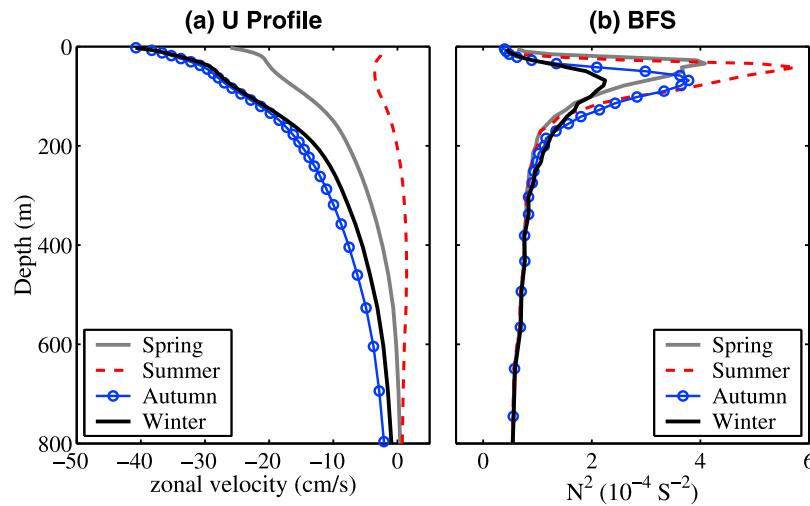 (a) U Profile
(b) BFS
0
200
400
600
800
Depth (m)
−50 −40 −30 −20 −10 0
zonal velocity (cm/s)
Spring
Summer
Autumn
Winter
0 2 4 6
N² (10⁻⁴ S⁻²)
Spring
Summer
Autumn
Winter